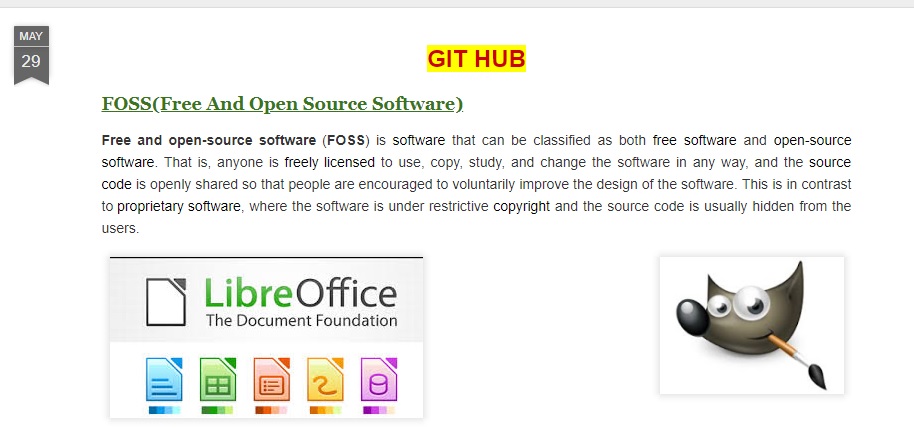 MAY
29
GIT HUB
FOSS(Free And Open Source Software)
Free and open-source software (FOSS) is software that can be classified as both free software and open-source
software. That is, anyone is freely licensed to use, copy, study, and change the software in any way, and the source
code is openly shared so that people are encouraged to voluntarily improve the design of the software. This is in contrast
to proprietary software, where the software is under restrictive copyright and the source code is usually hidden from the
users.
LibreOffice
The Document Foundation